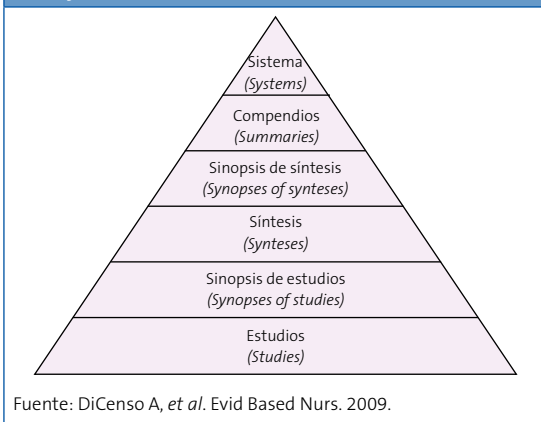 Sistema
(Systems)
Compendios
(Summaries)
Sinopsis de síntesis
(Synopses of synteses)
Síntesis
(Synteses)
Sinopsis de estudios
(Synopses of studies)
Estudios
(Studies)
Fuente: DiCenso A, et al. Evid Based Nurs. 2009.